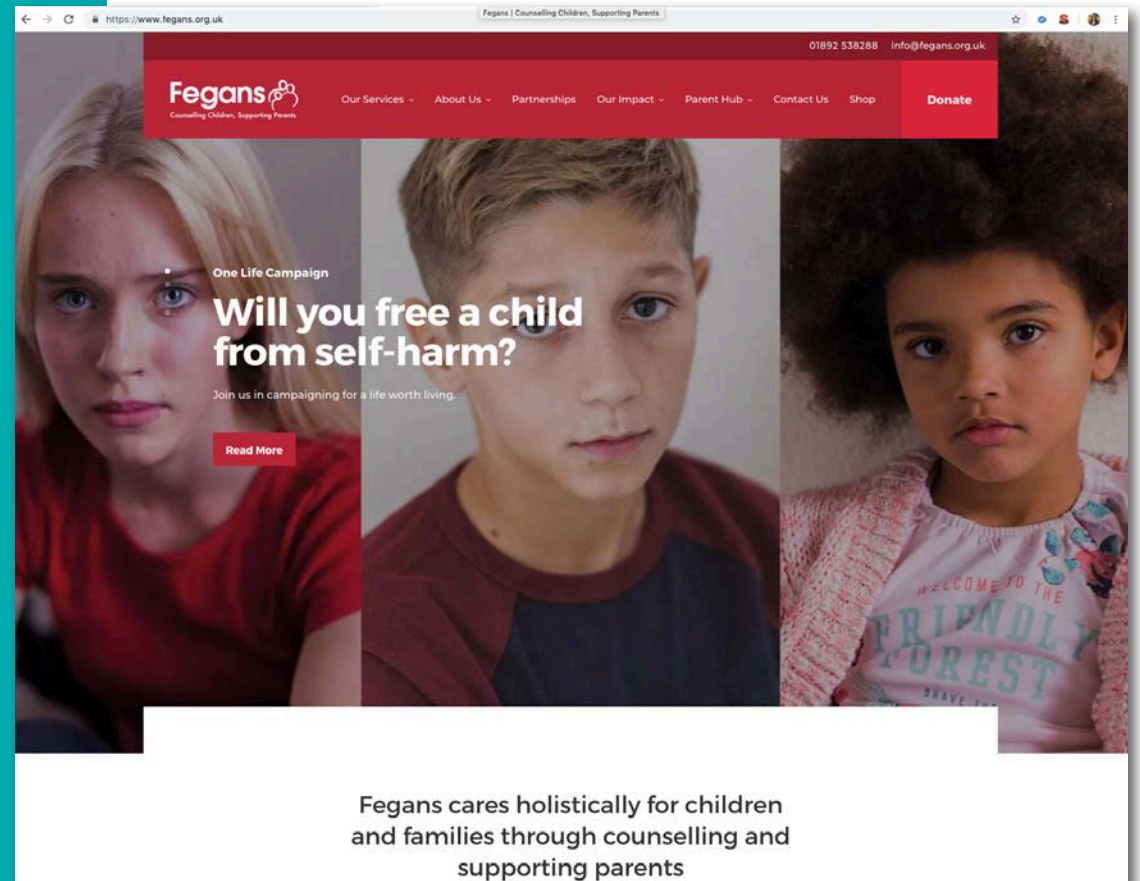 https://www.fegans.org.uk
Fegans | Counselling Children, Supporting Parents
01892 538288 info@fegans.org.uk
Fegans
Counselling Children, Supporting Parents
Our Services About Us Partnerships Our Impact Parent Hub Contact Us Shop Donate
One Life Campaign
Will you free a child
from self-harm?
Join us in campaigning for a life worth living.
Read More
WELCOME TO THE
FRIENDLY
FOREST
Fegans cares holistically for children
and families through counselling and
supporting parents